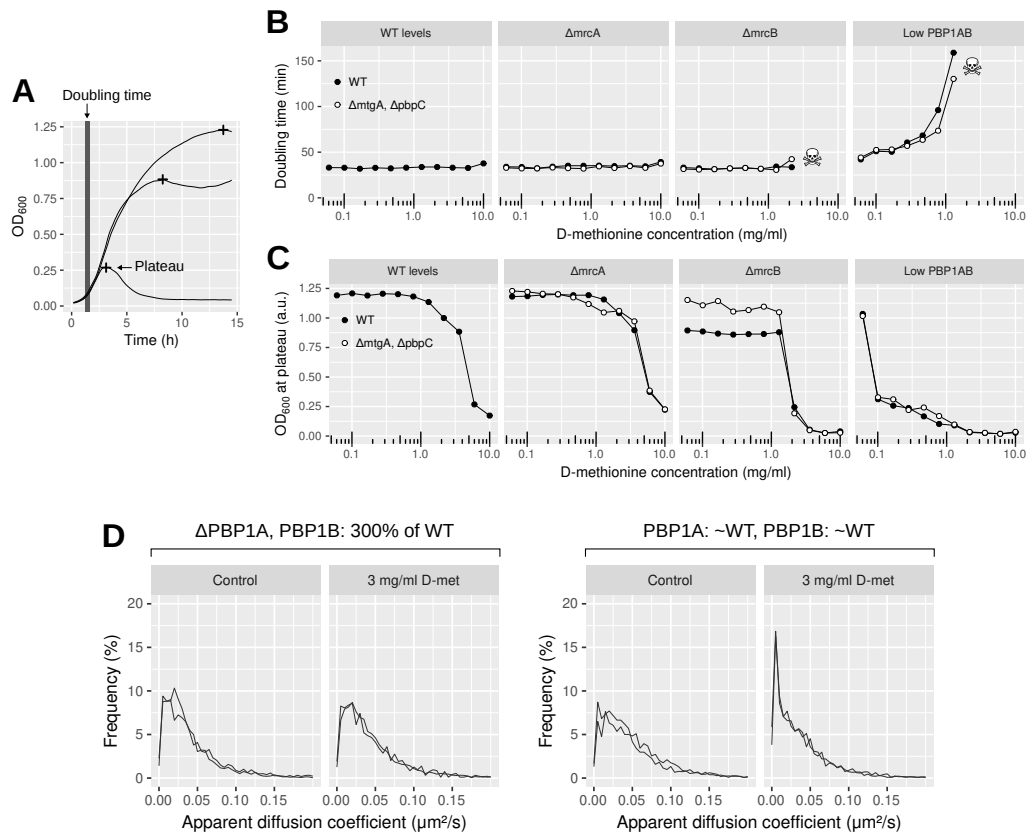 A
Doubling time
1.25
1.00
0.75
0.50
0.25
0.00
OD600
Plateau
0 5 10 15
Time (h)
B
WT levels ΔmrcA ΔmrcB Low PBP1AB
Doubling time (min)
150
100
50
0
WT
ΔmtgA, ΔpbpC
0.1 1.0 10.0 0.1 1.0 10.0 0.1 1.0 10.0 0.1 1.0 10.0
D-methionine concentration (mg/ml)
C
WT levels ΔmrcA ΔmrcB Low PBP1AB
OD600 at plateau (a.u.)
1.25
1.00
0.75
0.50
0.25
0.00
WT
ΔmtgA, ΔpbpC
0.1 1.0 10.0 0.1 1.0 10.0 0.1 1.0 10.0 0.1 1.0 10.0
D-methionine concentration (mg/ml)
D
ΔPBP1A, PBP1B: 300% of WT
Control 3 mg/ml D-met
Frequency (%)
20
15
10
5
0
0.00 0.05 0.10 0.15 0.00 0.05 0.10 0.15
Apparent diffusion coefficient (μm²/s)
PBP1A: ~WT, PBP1B: ~WT
Control 3 mg/ml D-met
Frequency (%)
20
15
10
5
0
0.00 0.05 0.10 0.15 0.00 0.05 0.10 0.15
Apparent diffusion coefficient (μm²/s)